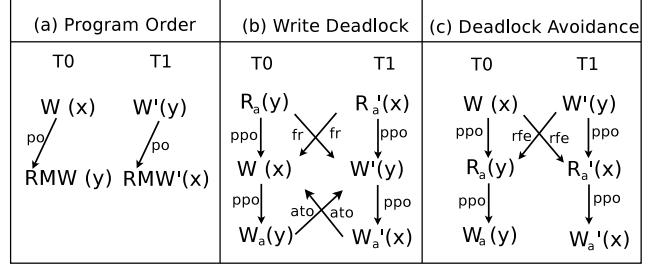 (a) Program Order
T0 T1
W (x) W'(y)
po po
RMW (y) RMW'(x)
(b) Write Deadlock
T0 T1
Rₐ(y) Rₐ'(x)
ppo fr fr ppo
W (x) W'(y)
ppo ato ato ppo
Wₐ(y) Wₐ'(x)
(c) Deadlock Avoidance
T0 T1
W (x) W'(y)
ppo rfe rfe ppo
Rₐ(y) Rₐ'(x)
ppo ppo
Wₐ(y) Wₐ'(x)